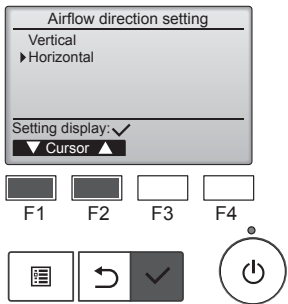 Airflow direction setting
Vertical
Horizontal
Setting display:
Cursor
F1 F2 F3 F4